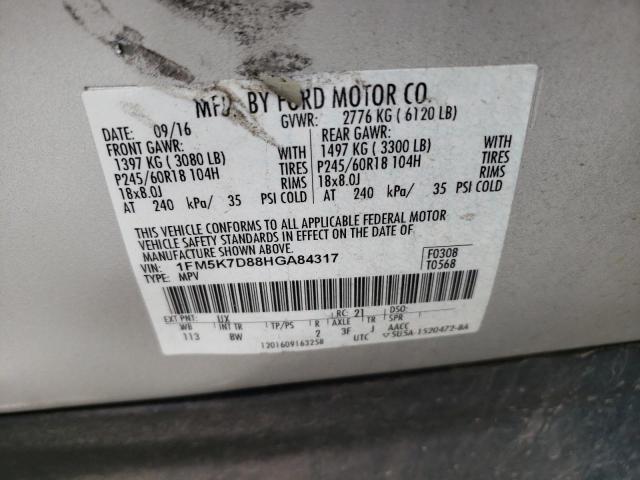 MFD. BY FORD MOTOR CO.
DATE: 09/16 GVWR: 2776 KG ( 6120 LB)
FRONT GAWR: REAR GAWR:
1397 KG ( 3080 LB) WITH 1497 KG ( 3300 LB) WITH
P245/60R18 104H TIRES P245/60R18 104H TIRES
18x8.0J RIMS 18x8.0J RIMS
AT 240 kPa/ 35 PSI COLD AT 240 kPa/ 35 PSI COLD
THIS VEHICLE CONFORMS TO ALL APPLICABLE FEDERAL MOTOR
VEHICLE SAFETY STANDARDS IN EFFECT ON THE DATE OF
MANUFACTURE SHOWN ABOVE.
VIN: 1FM5K7D88HGA84317 F0308
TYPE: MPV T0568
EXT PNT: UX RC: 21 DSO:
WB INT TR TP/PS R AXLE TR SPR
113 BW 2 3F J AACC
1201609163258 UTC 5U5A-1520472-BA